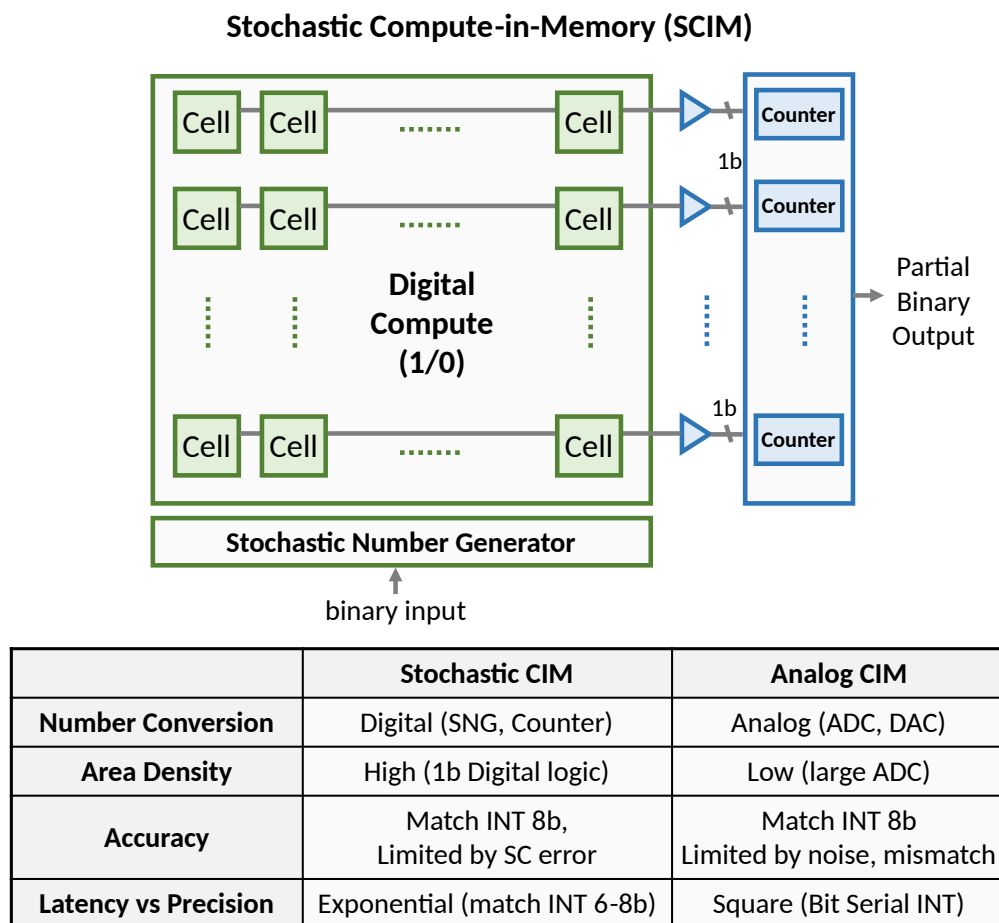 Stochastic Compute-in-Memory (SCIM)
Cell Cell Cell Counter
1b
Cell Cell Cell Counter
Digital
Compute
(1/0)
Partial
Binary
Output
1b
Cell Cell Cell Counter
Stochastic Number Generator
binary input
Stochastic CIM Analog CIM
Number Conversion Digital (SNG, Counter) Analog (ADC, DAC)
Area Density High (1b Digital logic) Low (large ADC)
Accuracy Match INT 8b, Match INT 8b
Limited by SC error Limited by noise, mismatch
Latency vs Precision Exponential (match INT 6-8b) Square (Bit Serial INT)